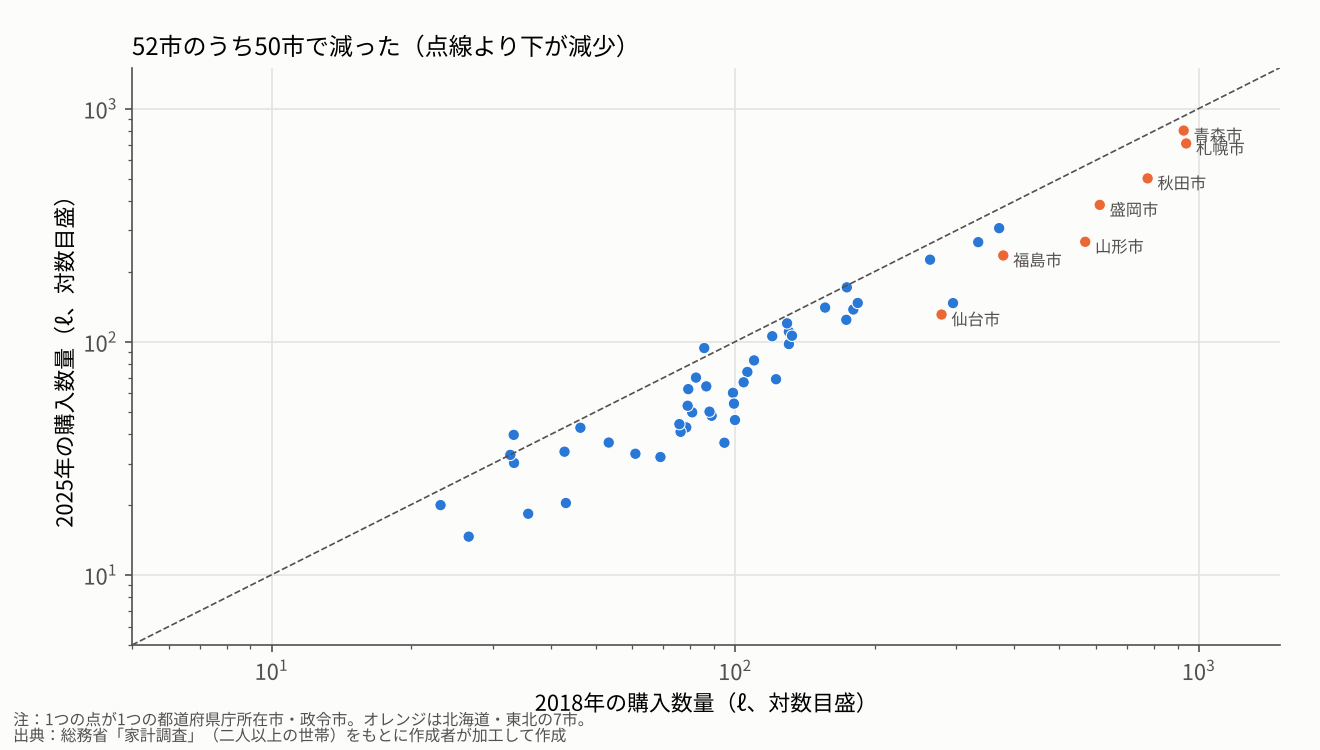 52市のうち50市で減った（点線より下が減少）
2025年の購入数量（ℓ、対数目盛）
10³
10²
10¹
青森市
札幌市
秋田市
盛岡市
山形市
福島市
仙台市
10¹
10²
10³
2018年の購入数量（ℓ、対数目盛）
注：1つの点が1つの都道府県庁所在市・政令市。オレンジは北海道・東北の7市。
出典：総務省「家計調査」（二人以上の世帯）をもとに作成者が加工して作成